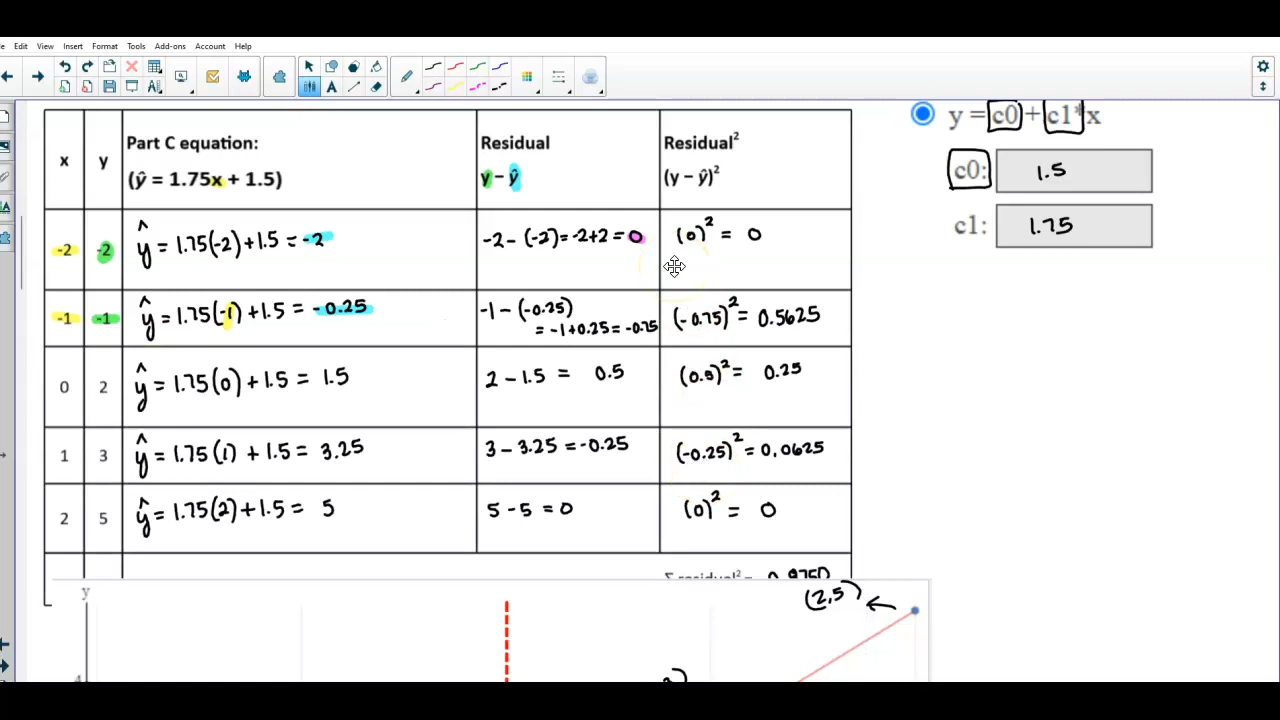 Edit View Insert Format Tools Add-ons Account Help
y = c0 + c1*x
c0: 1.5
c1: 1.75
x y Part C equation: (ŷ = 1.75x + 1.5) Residual y − ŷ Residual² (y − ŷ)²
-2 -2 ŷ = 1.75(-2)+1.5 = -2 -2-(-2)=-2+2=0 (0)² = 0
-1 -1 ŷ = 1.75(-1)+1.5 = -0.25 -1-(-0.25) = -1+0.25=-0.75 (-0.75)² = 0.5625
0 2 ŷ = 1.75(0)+1.5 = 1.5 2-1.5 = 0.5 (0.5)² = 0.25
1 3 ŷ = 1.75(1)+1.5 = 3.25 3-3.25=-0.25 (-0.25)² = 0.0625
2 5 ŷ = 1.75(2)+1.5 = 5 5-5=0 (0)² = 0
Σ residual² = 0.8750
y (2,5)
4